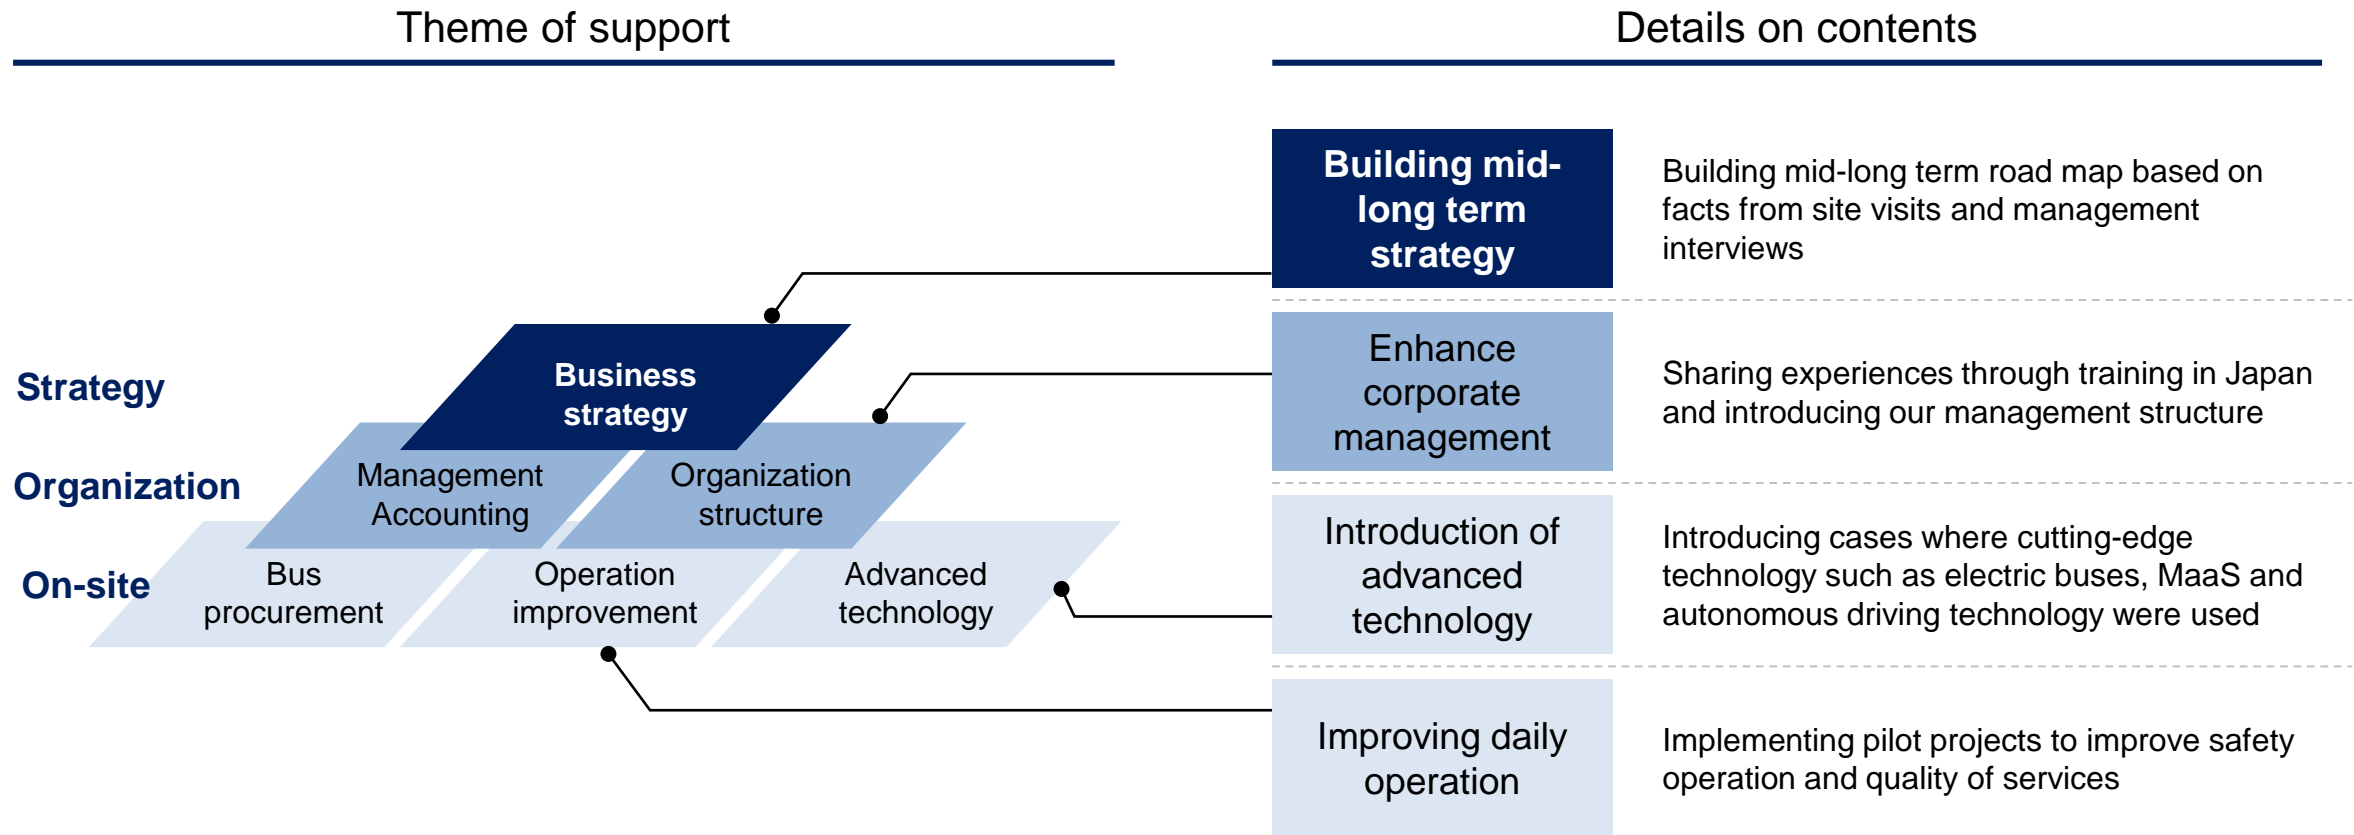 Theme of support
Details on contents
Strategy
Organization
On-site
Business
strategy
Management
Accounting
Organization
structure
Bus
procurement
Operation
improvement
Advanced
technology
Building mid-
long term
strategy
Building mid-long term road map based on
facts from site visits and management
interviews
Enhance
corporate
management
Sharing experiences through training in Japan
and introducing our management structure
Introduction of
advanced
technology
Introducing cases where cutting-edge
technology such as electric buses, MaaS and
autonomous driving technology were used
Improving daily
operation
Implementing pilot projects to improve safety
operation and quality of services